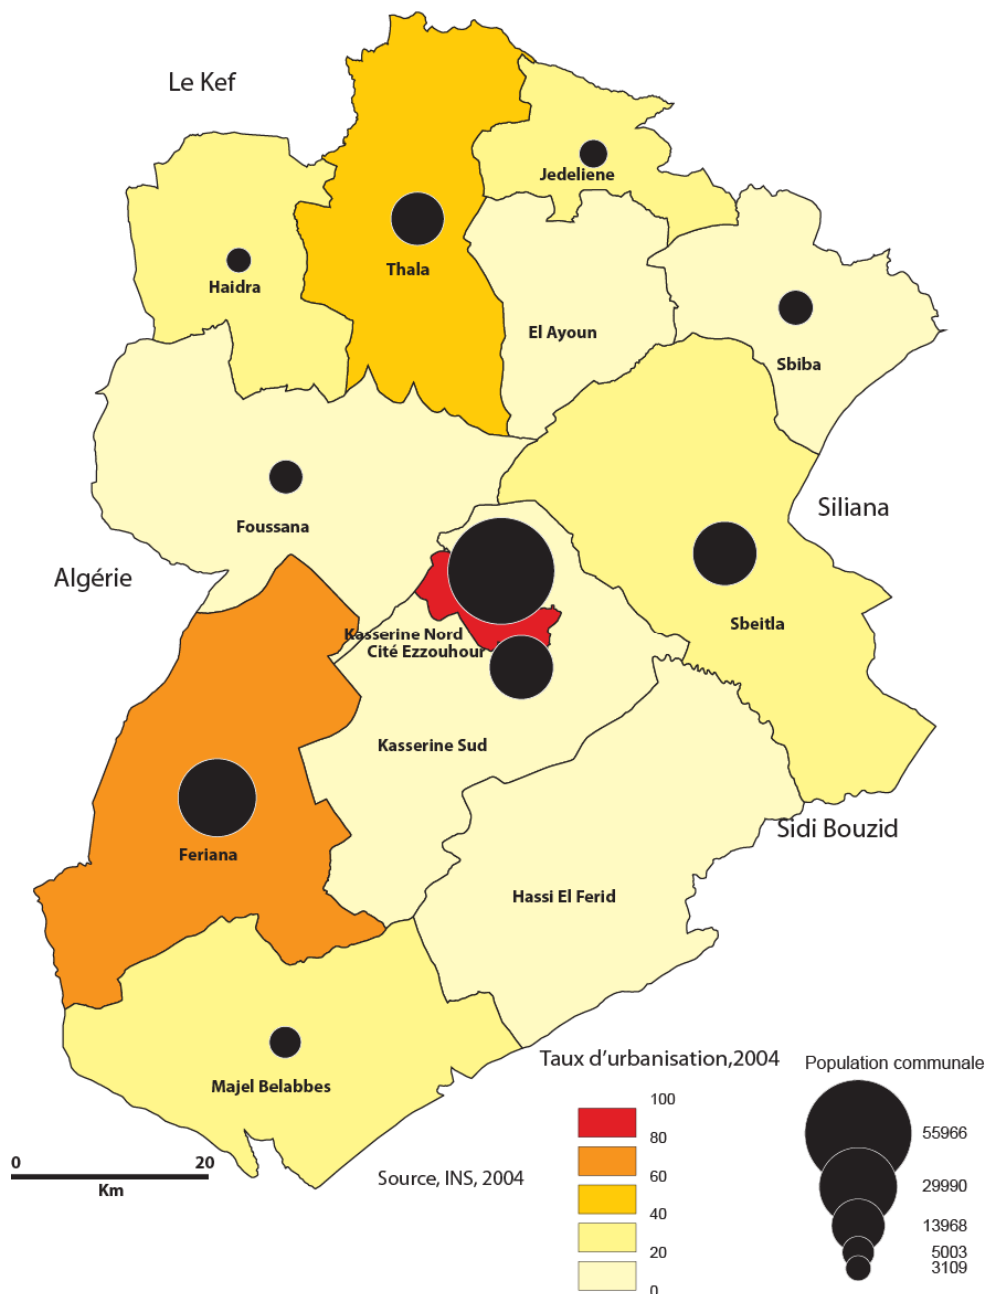 Le Kef
Jedeliene
Thala
Haidra
El Ayoun
Sbiba
Siliana
Foussana
Algérie
Sbeitla
Kasserine Nord
Cité Ezzouhour
Kasserine Sud
Sidi Bouzid
Feriana
Hassi El Ferid
Majel Belabbes
Taux d’urbanisation,2004
100
80
60
40
20
0
Population communale
55966
29990
13968
5003
3109
0 20
Km
Source, INS, 2004